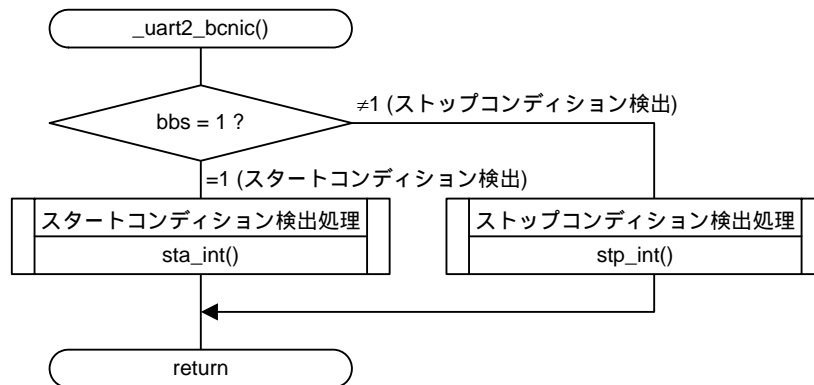 _uart2_bcnic()
bbs = 1 ?
≠1 (ストップコンディション検出)
=1 (スタートコンディション検出)
スタートコンディション検出処理
sta_int()
ストップコンディション検出処理
stp_int()
return